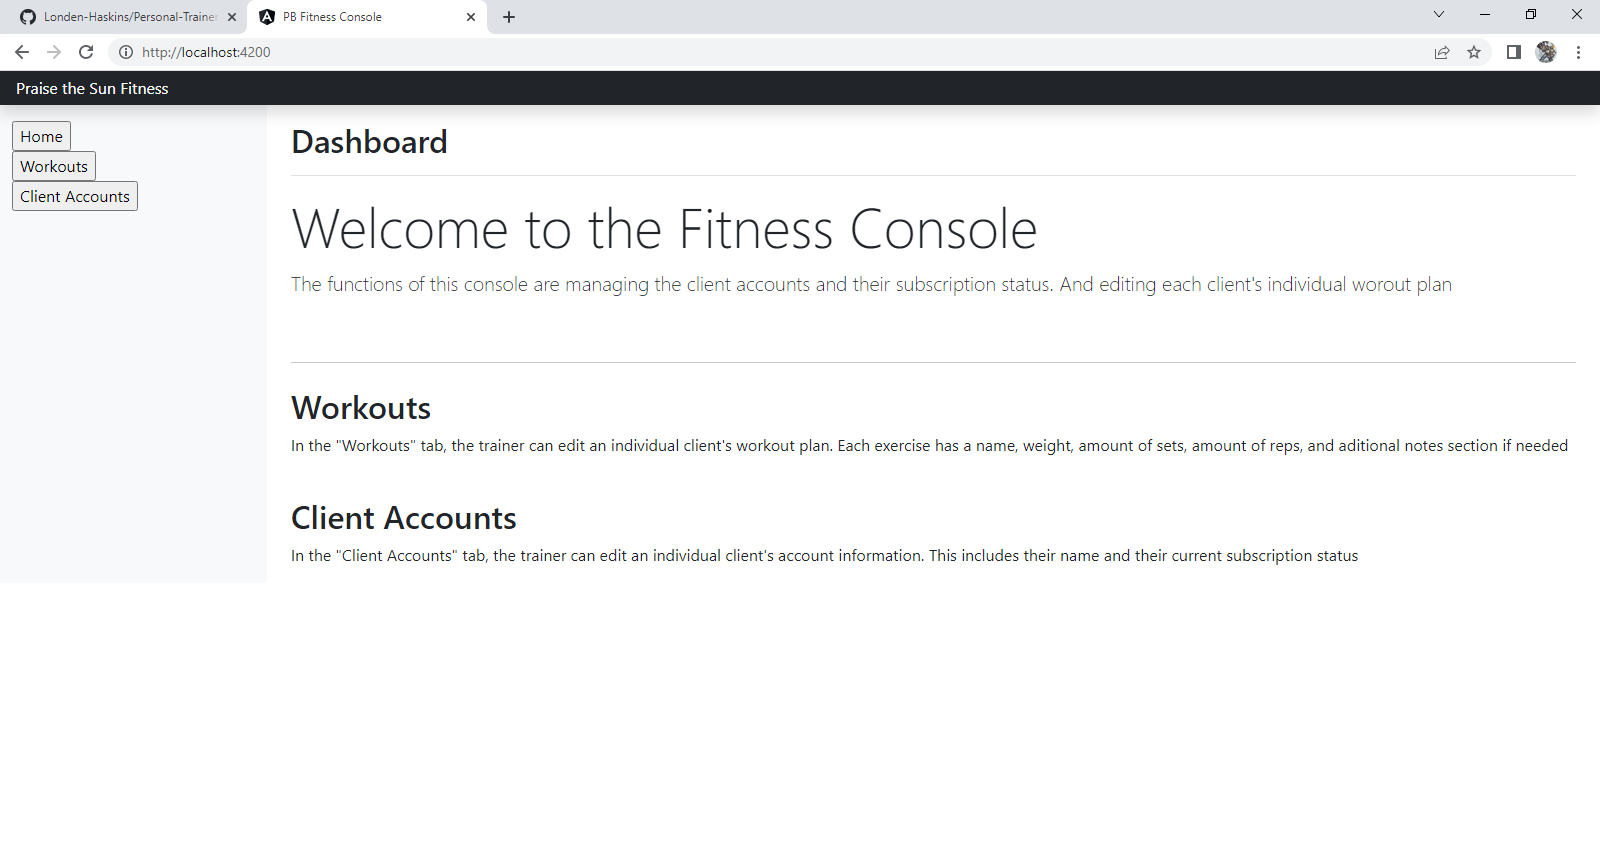 Londen-Haskins/Personal-Trainer
PB Fitness Console
http://localhost:4200
Praise the Sun Fitness
Home
Workouts
Client Accounts
Dashboard
Welcome to the Fitness Console
The functions of this console are managing the client accounts and their subscription status. And editing each client's individual worout plan
Workouts
In the "Workouts" tab, the trainer can edit an individual client's workout plan. Each exercise has a name, weight, amount of sets, amount of reps, and aditional notes section if needed
Client Accounts
In the "Client Accounts" tab, the trainer can edit an individual client's account information. This includes their name and their current subscription status